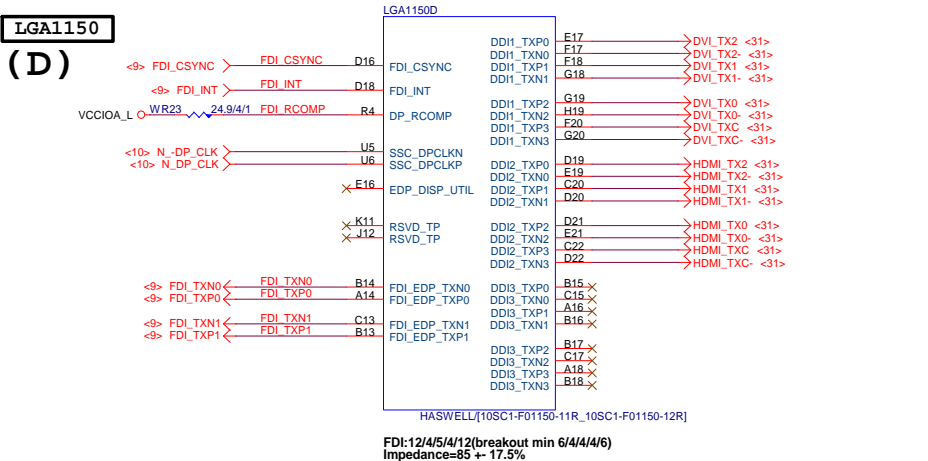 LGA1150
(D)
LGA1150D
<9> FDI_CSYNC FDI_CSYNC D16 FDI_CSYNC
<9> FDI_INT FDI_INT D18 FDI_INT
VCCIOA_L WR23 24.9/4/1 FDI_RCOMP R4 DP_RCOMP
<10> N_-DP_CLK U5 SSC_DPCLKN
<10> N_DP_CLK U6 SSC_DPCLKP
E16 EDP_DISP_UTIL
K11 RSVD_TP
J12 RSVD_TP
<9> FDI_TXN0 FDI_TXN0 B14 FDI_EDP_TXN0
<9> FDI_TXP0 FDI_TXP0 A14 FDI_EDP_TXP0
<9> FDI_TXN1 FDI_TXN1 C13 FDI_EDP_TXN1
<9> FDI_TXP1 FDI_TXP1 B13 FDI_EDP_TXP1
DDI1_TXP0 E17 DVI_TX2 <31>
DDI1_TXN0 F17 DVI_TX2- <31>
DDI1_TXP1 F18 DVI_TX1 <31>
DDI1_TXN1 G18 DVI_TX1- <31>
DDI1_TXP2 G19 DVI_TX0 <31>
DDI1_TXN2 H19 DVI_TX0- <31>
DDI1_TXP3 F20 DVI_TXC <31>
DDI1_TXN3 G20 DVI_TXC- <31>
DDI2_TXP0 D19 HDMI_TX2 <31>
DDI2_TXN0 E19 HDMI_TX2- <31>
DDI2_TXP1 C20 HDMI_TX1 <31>
DDI2_TXN1 D20 HDMI_TX1- <31>
DDI2_TXP2 D21 HDMI_TX0 <31>
DDI2_TXN2 E21 HDMI_TX0- <31>
DDI2_TXP3 C22 HDMI_TXC <31>
DDI2_TXN3 D22 HDMI_TXC- <31>
DDI3_TXP0 B15
DDI3_TXN0 C15
DDI3_TXP1 A16
DDI3_TXN1 B16
DDI3_TXP2 B17
DDI3_TXN2 C17
DDI3_TXP3 A18
DDI3_TXN3 B18
HASWELL/[10SC1-F01150-11R_10SC1-F01150-12R]
FDI:12/4/5/4/12(breakout min 6/4/4/4/6)
Impedance=85 +- 17.5%